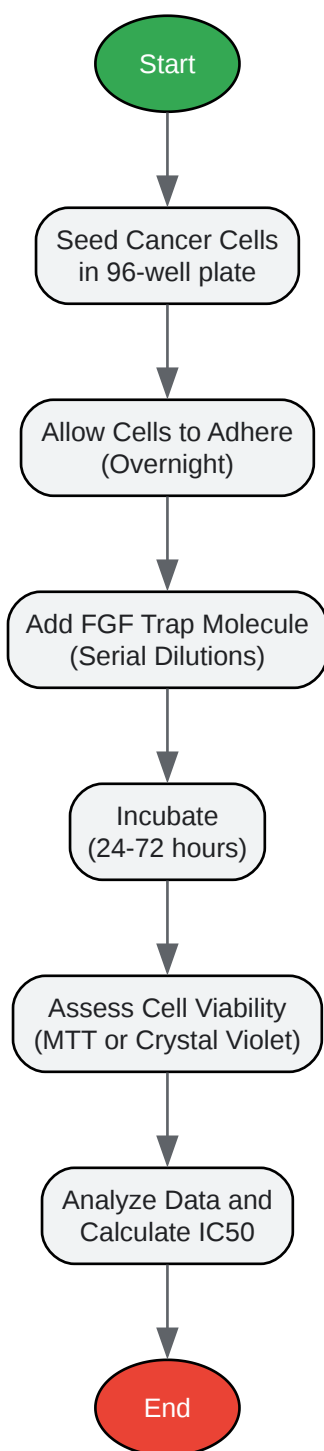 Start
Seed Cancer Cells
in 96-well plate
Allow Cells to Adhere
(Overnight)
Add FGF Trap Molecule
(Serial Dilutions)
Incubate
(24-72 hours)
Assess Cell Viability
(MTT or Crystal Violet)
Analyze Data and
Calculate IC50
End